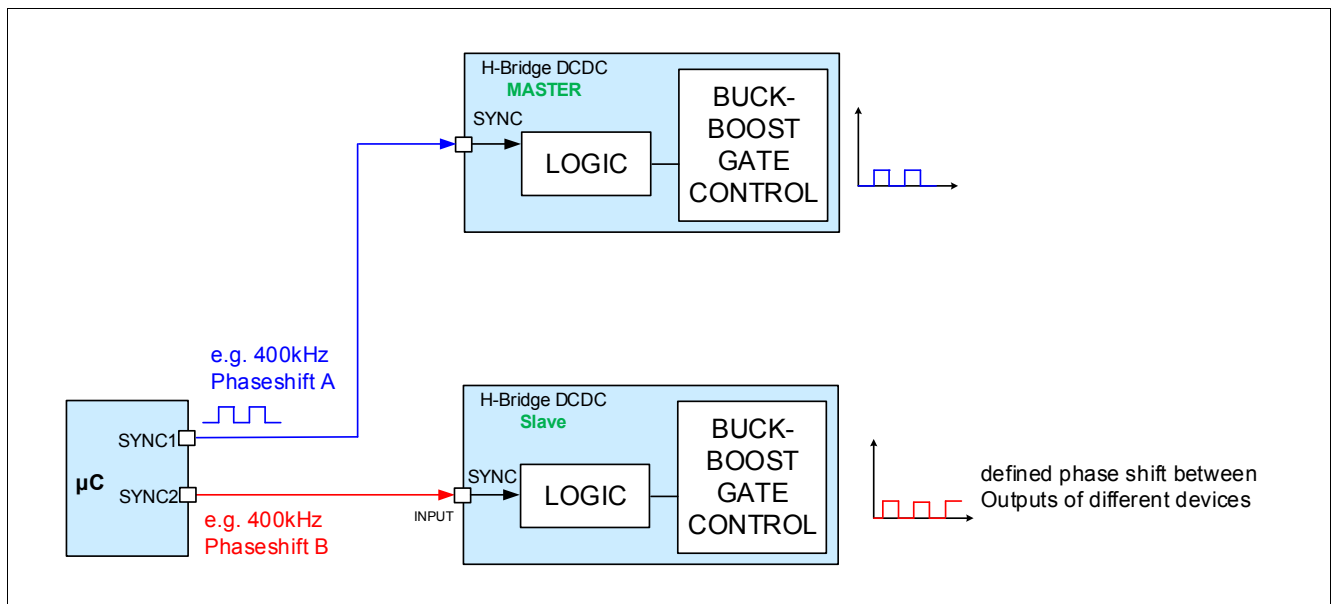 H-Bridge DCDC
MASTER
SYNC
LOGIC
BUCK-
BOOST
GATE
CONTROL
e.g. 400kHz
Phaseshift A
µC
SYNC1
SYNC2
e.g. 400kHz
Phaseshift B
INPUT
H-Bridge DCDC
Slave
SYNC
LOGIC
BUCK-
BOOST
GATE
CONTROL
defined phase shift between
Outputs of different devices